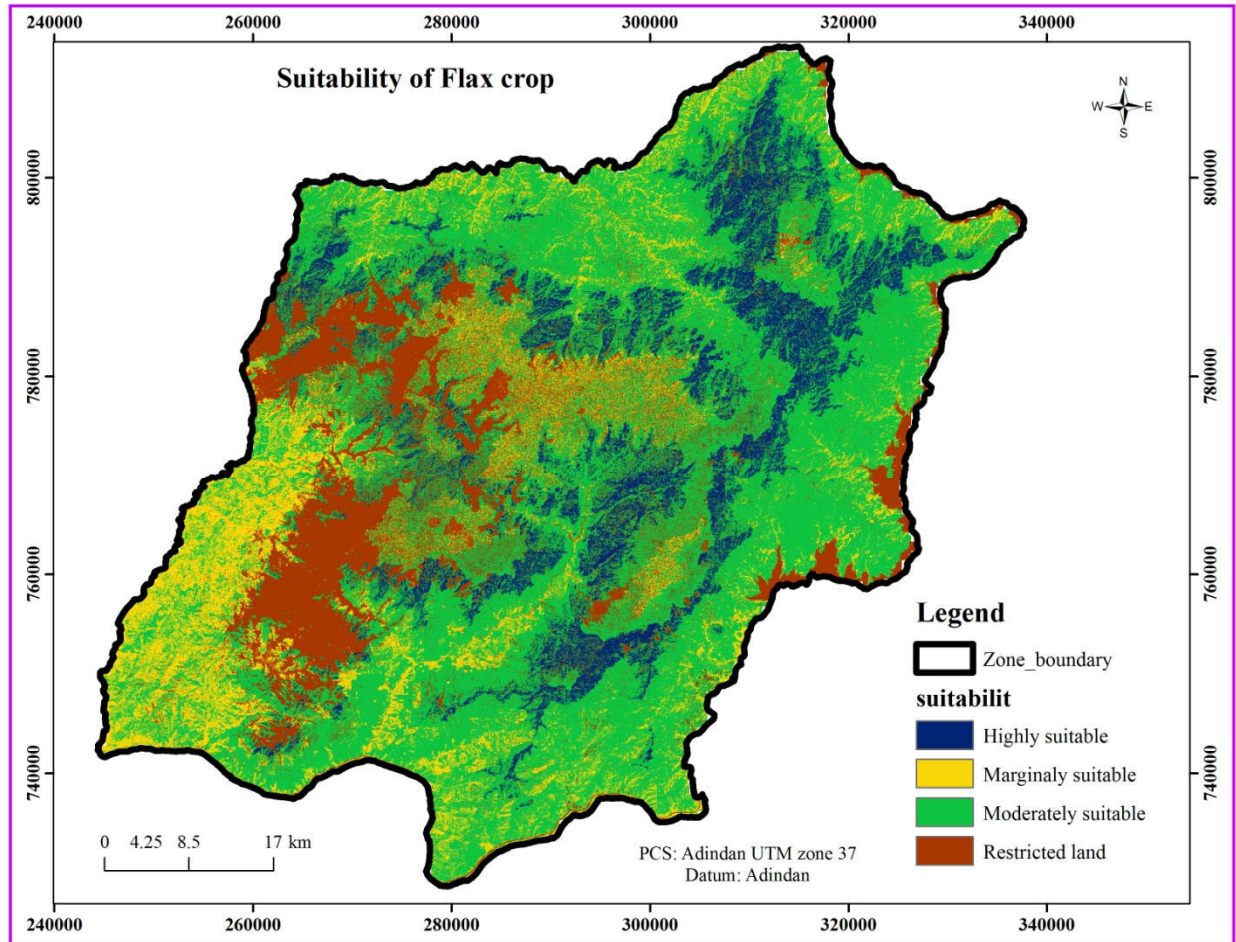 240000 260000 280000 300000 320000 340000
Suitability of Flax crop
N
W E
S
800000 800000
780000 780000
760000 760000
Legend
Zone_boundary
suitabilit
Highly suitable
740000 740000
Marginaly suitable
Moderately suitable
0 4.25 8.5 17 km
Restricted land
PCS: Adindan UTM zone 37
Datum: Adindan
240000 260000 280000 300000 320000 340000